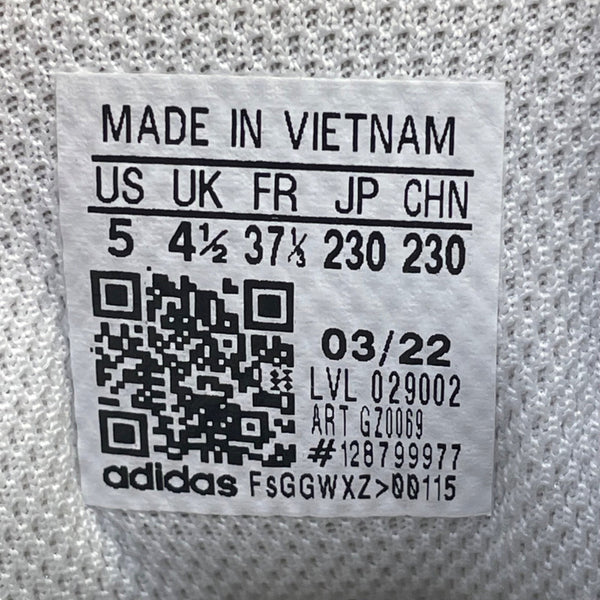 MADE IN VIETNAM
US UK FR JP CHN
5 4½ 37⅓ 230 230
03/22
LVL 029002
ART GZ0069
#128799977
adidas FsGGWXZ>00115